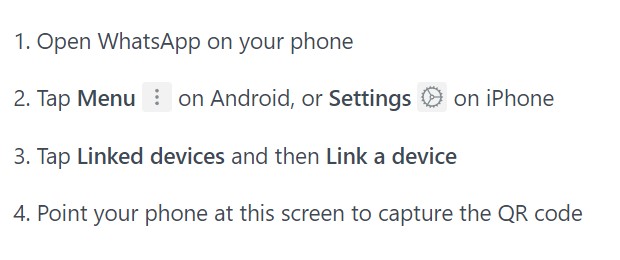 1. Open WhatsApp on your phone
2. Tap Menu on Android, or Settings on iPhone
3. Tap Linked devices and then Link a device
4. Point your phone at this screen to capture the QR code